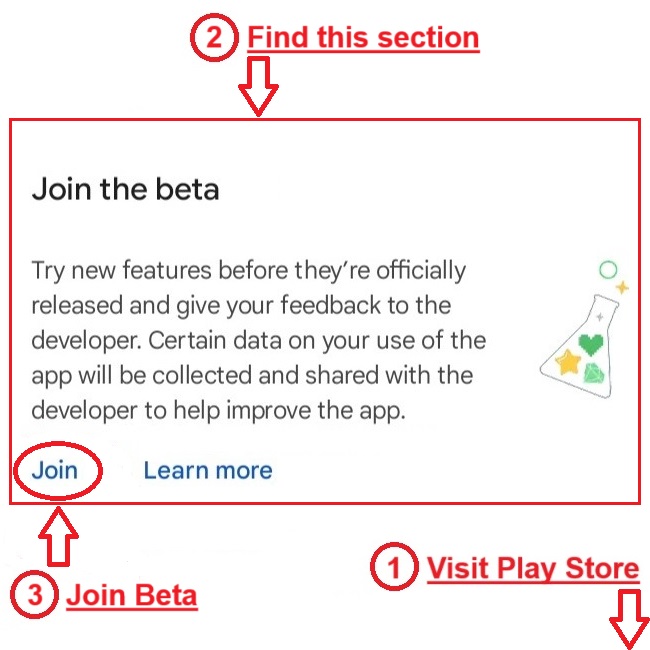 2 Find this section
Join the beta
Try new features before they're officially
released and give your feedback to the
developer. Certain data on your use of the
app will be collected and shared with the
developer to help improve the app.
Join Learn more
1 Visit Play Store
3 Join Beta